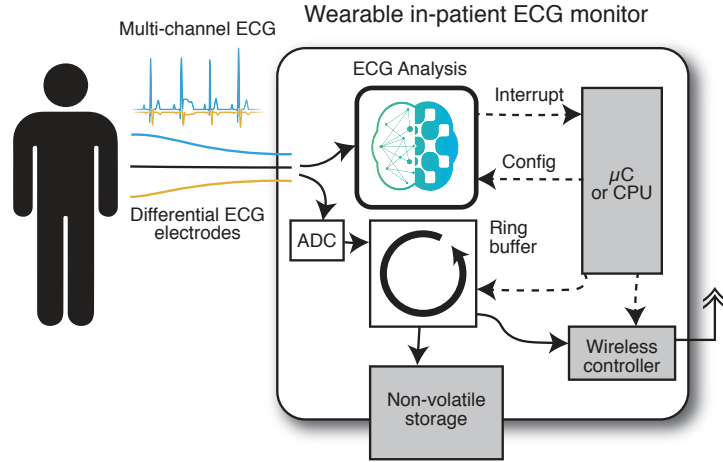 Wearable in-patient ECG monitor
Multi-channel ECG
ECG Analysis
Interrupt
Config
µC
or CPU
Differential ECG
electrodes
ADC
Ring
buffer
Wireless
controller
Non-volatile
storage